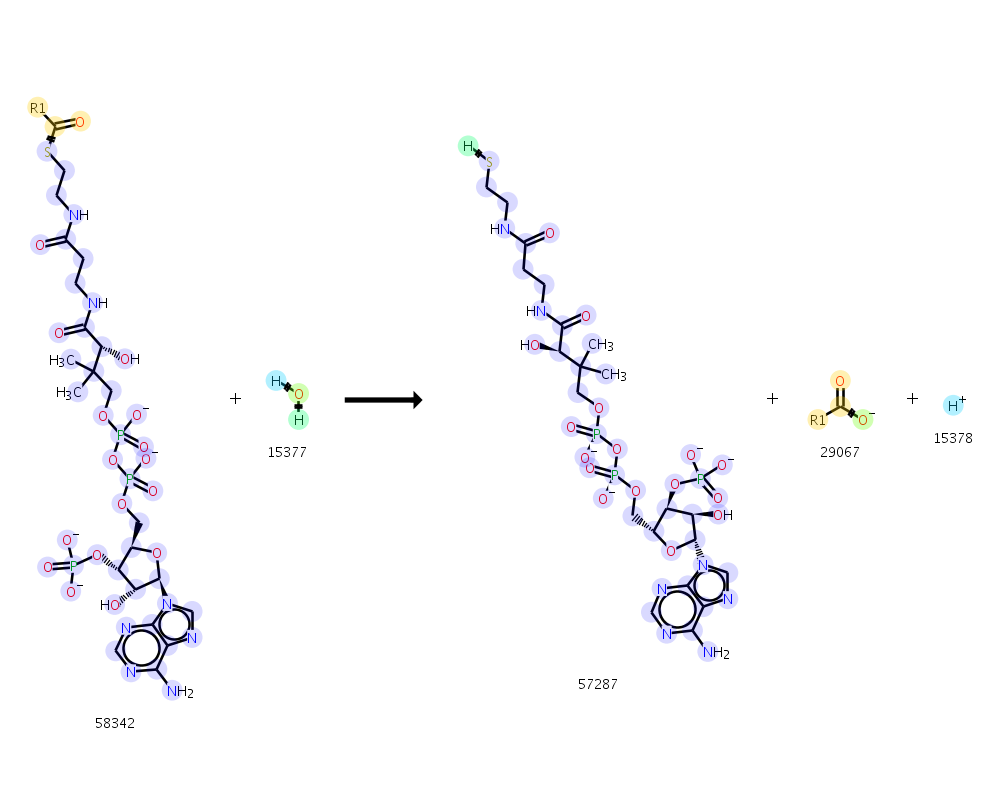 R1
O
S
NH
O
NH
O
OH
H₃C
H₃C
O
O⁻
P
O
O
O⁻
P
O
O
O⁻
O
P
O
O⁻
O
HO
N
N
N
N
NH₂
58342
+
H
O
H
15377
H
S
HN
O
HN
O
HO
CH₃
CH₃
O
O
P
O
O⁻
O
P
O⁻
O
O⁻
O⁻
O
P
O
OH
O
N
N
N
N
NH₂
57287
+
O
R1
O⁻
29067
+
H⁺
15378